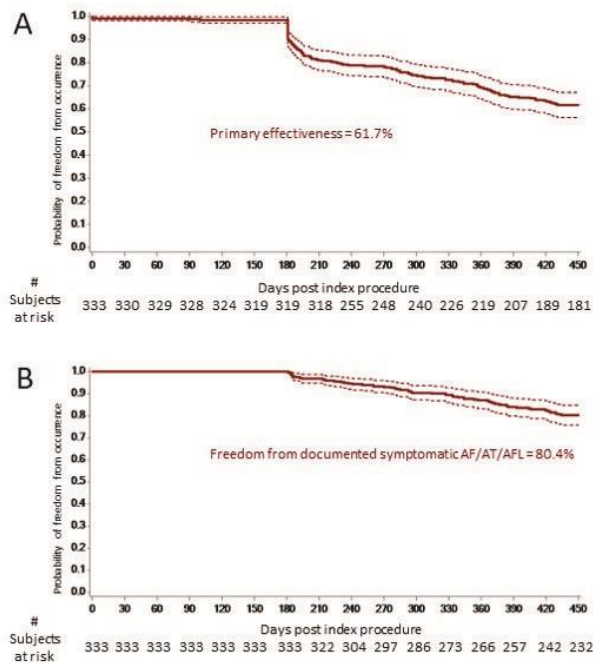 A
Probability of freedom from occurrence
1.0
0.9
0.8
0.7
0.6
0.5
0.4
0.3
0.2
0.1
0.0
Primary effectiveness = 61.7%
0 30 60 90 120 150 180 210 240 270 300 330 360 390 420 450
Days post index procedure
#
Subjects
at risk
333 330 329 328 324 319 319 318 255 248 240 226 219 207 189 181
B
Probability of freedom from occurrence
1.0
0.9
0.8
0.7
0.6
0.5
0.4
0.3
0.2
0.1
0.0
Freedom from documented symptomatic AF/AT/AFL = 80.4%
0 30 60 90 120 150 180 210 240 270 300 330 360 390 420 450
Days post index procedure
#
Subjects
at risk
333 333 333 333 333 333 333 322 304 297 286 273 266 257 242 232